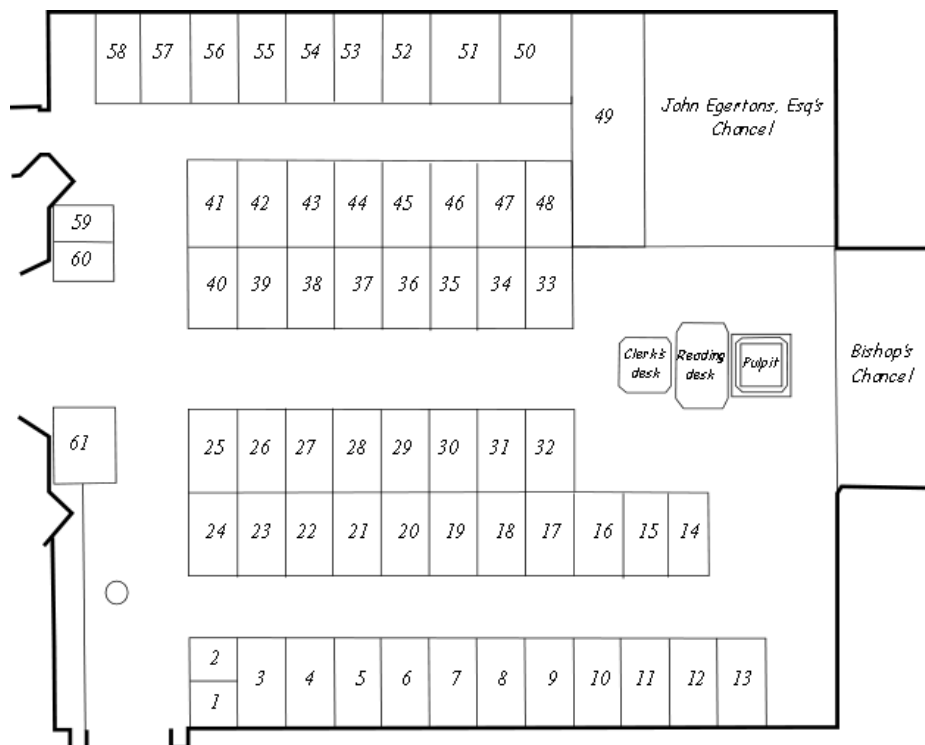 58 57 56 55 54 53 52 51 50
49
John Egertons, Esq's
Chancel
41 42 43 44 45 46 47 48
59
60
40 39 38 37 36 35 34 33
Clerk's
desk
Reading
desk
Pulpit
Bishop's
Chancel
61
25 26 27 28 29 30 31 32
24 23 22 21 20 19 18 17 16 15 14
2
1
3 4 5 6 7 8 9 10 11 12 13